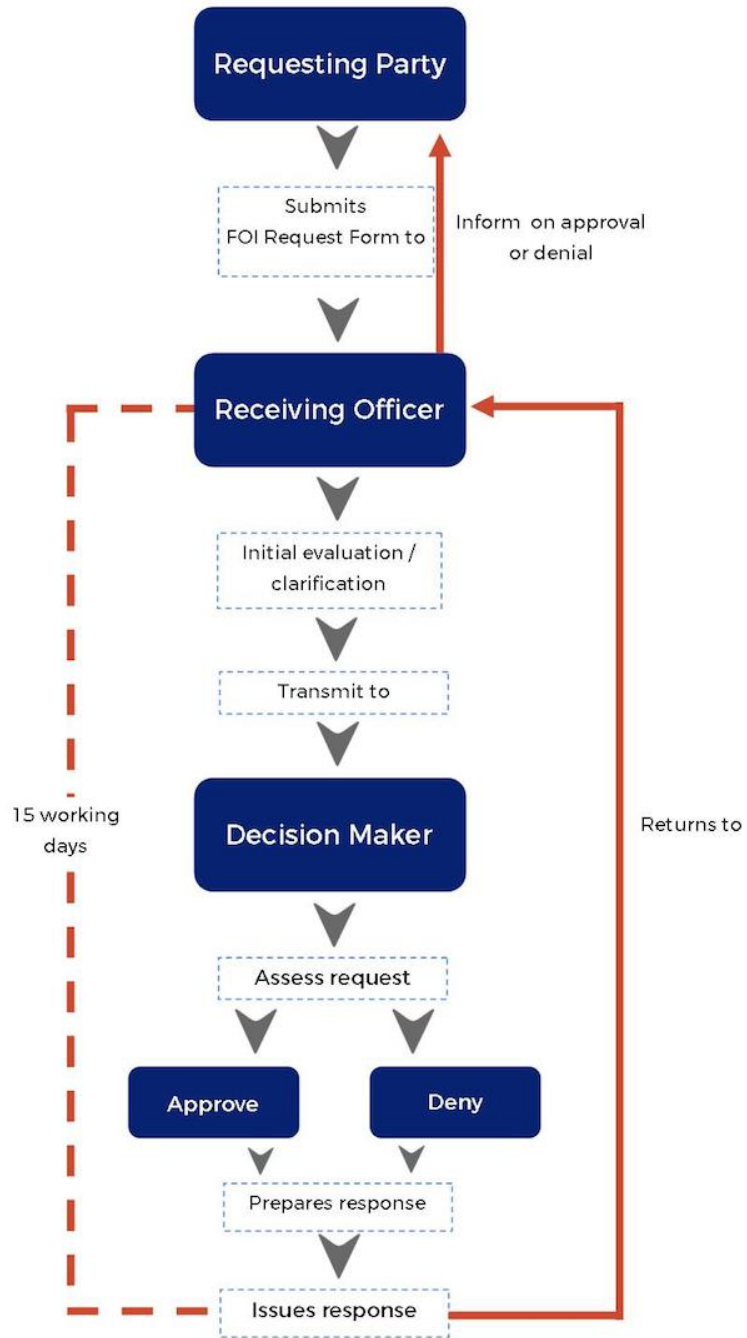 Requesting Party
Submits
FOI Request Form to
Inform on approval
or denial
Receiving Officer
Initial evaluation /
clarification
Transmit to
Decision Maker
15 working
days
Returns to
Assess request
Approve
Deny
Prepares response
Issues response